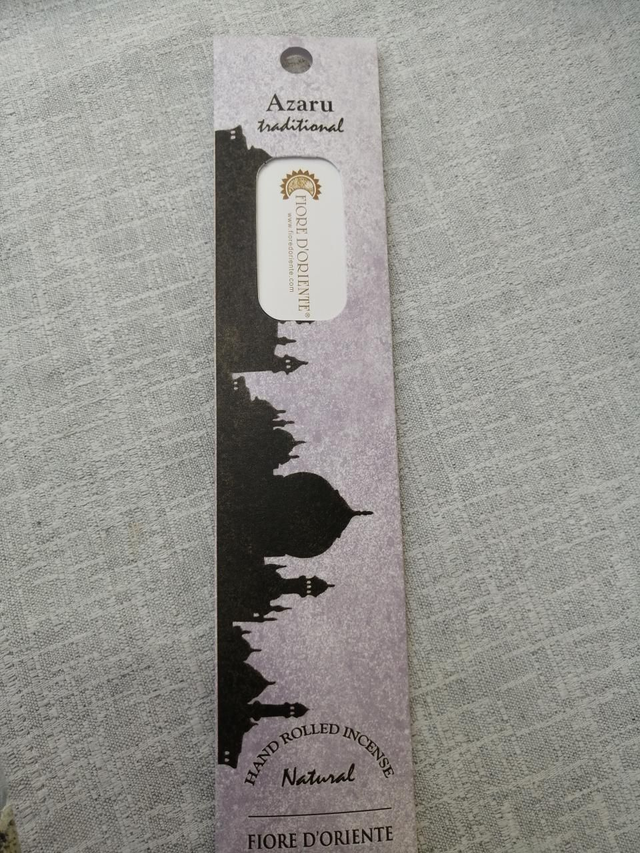 Azaru
traditional
FIORE D'ORIENTE®
www.fioredoriente.com
HAND ROLLED INCENSE
Natural
FIORE D'ORIENTE